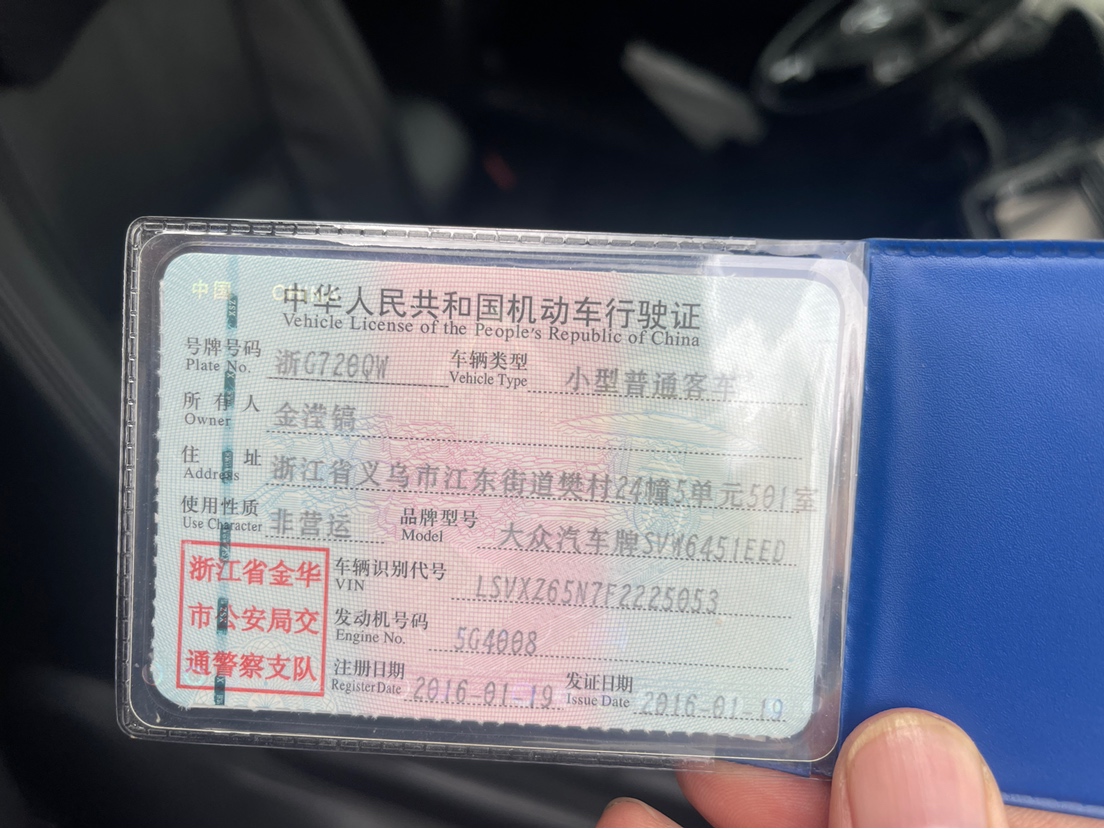 中国 CHINA
中华人民共和国机动车行驶证
Vehicle License of the People's Republic of China
号牌号码 浙G720QW 车辆类型 小型普通客车
Plate No. Vehicle Type
所有人 金滢镐
Owner
住址 浙江省义乌市江东街道樊村24幢5单元501室
Address
使用性质 非营运 品牌型号 大众汽车牌SVW6451EED
Use Character Model
浙江省金华
市公安局交
通警察支队
车辆识别代号 LSVXZ65N7F2225053
VIN
发动机号码 5G4008
Engine No.
注册日期 2016-01-19 发证日期 2016-01-19
Register Date Issue Date